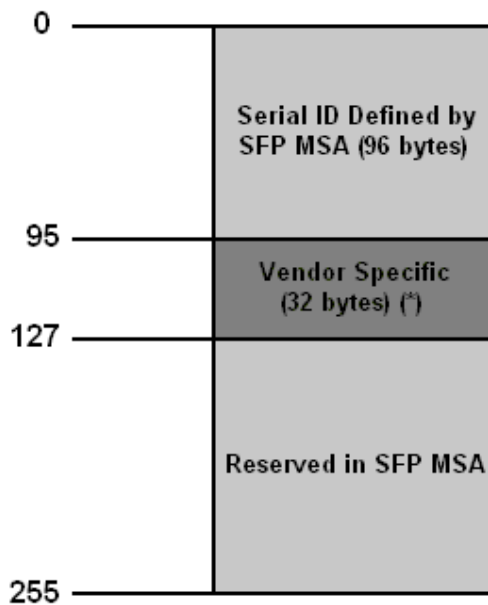 0
Serial ID Defined by
SFP MSA (96 bytes)
95
Vendor Specific
(32 bytes) (*)
127
Reserved in SFP MSA
255